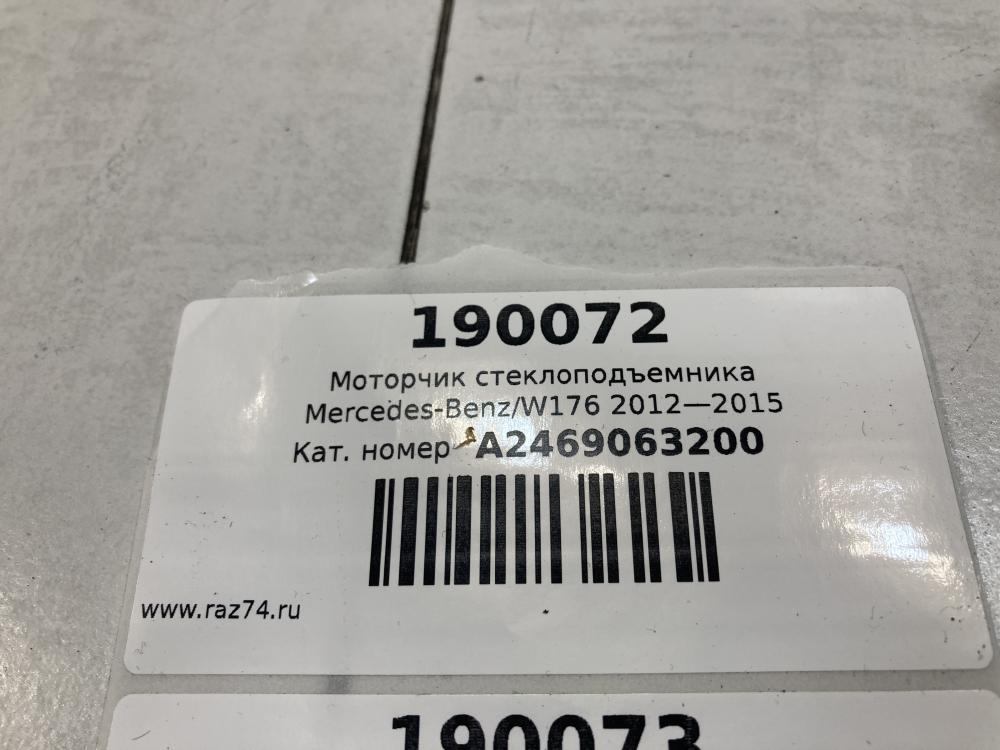 190072
Моторчик стеклоподъемника
Mercedes-Benz/W176 2012—2015
Кат. номер A2469063200
www.raz74.ru
190073